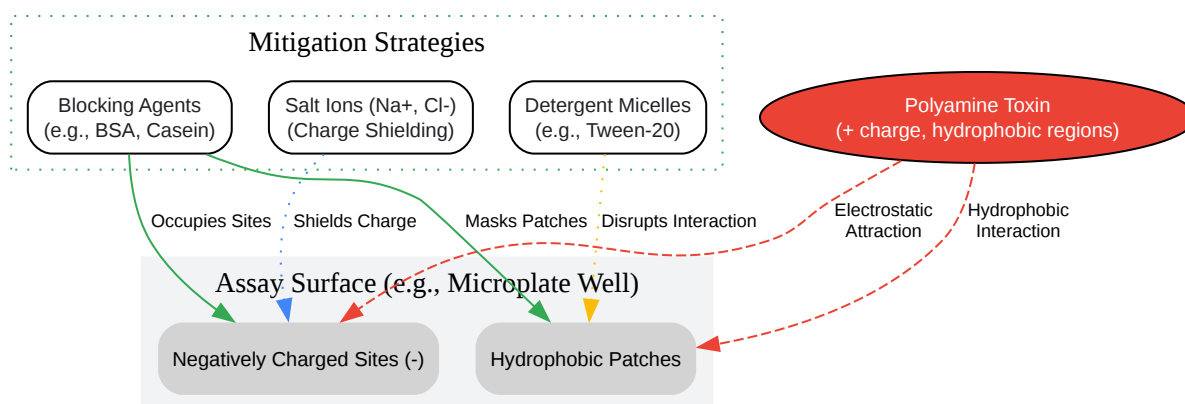 Mitigation Strategies
Blocking Agents
(e.g., BSA, Casein)
Salt Ions (Na+, Cl-)
(Charge Shielding)
Detergent Micelles
(e.g., Tween-20)
Polyamine Toxin
(+ charge, hydrophobic regions)
Occupies Sites
Shields Charge
Masks Patches
Disrupts Interaction
Electrostatic
Attraction
Hydrophobic
Interaction
Assay Surface (e.g., Microplate Well)
Negatively Charged Sites (-)
Hydrophobic Patches